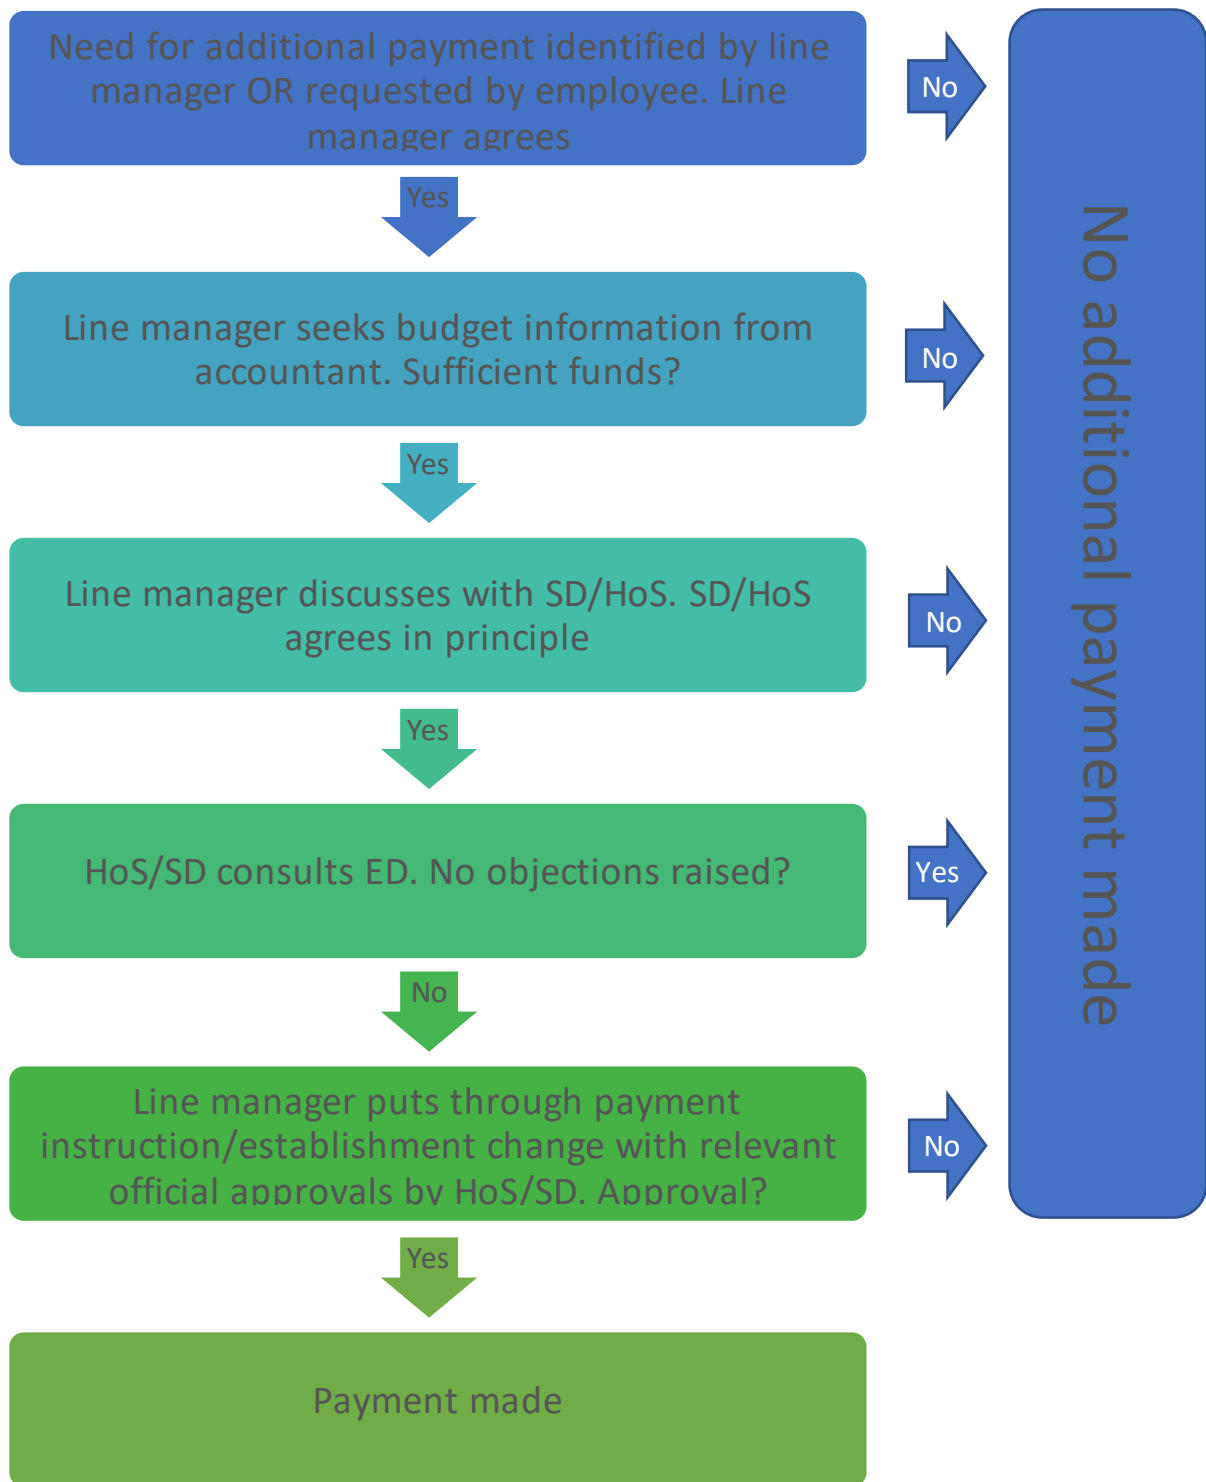 Need for additional payment identified by line
manager OR requested by employee. Line
manager agrees
No
Yes
Line manager seeks budget information from
accountant. Sufficient funds?
No
Yes
Line manager discusses with SD/HoS. SD/HoS
agrees in principle
No
Yes
HoS/SD consults ED. No objections raised?
Yes
No
Line manager puts through payment
instruction/establishment change with relevant
official approvals by HoS/SD. Approval?
No
Yes
Payment made
No additional payment made